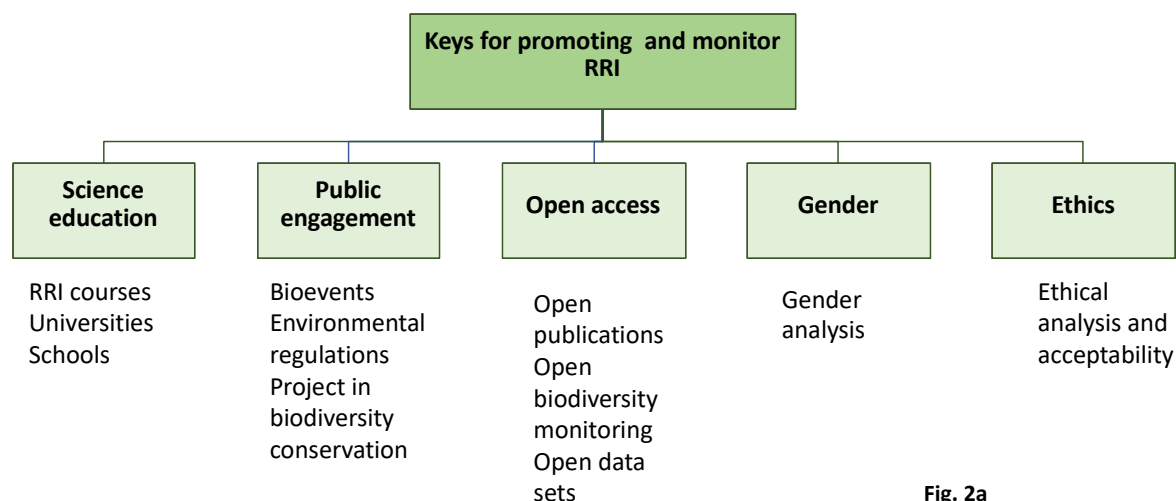 Keys for promoting and monitor
RRI
Science
education
Public
engagement
Open access
Gender
Ethics
RRI courses
Universities
Schools
Bioevents
Environmental
regulations
Project in
biodiversity
conservation
Open
publications
Open
biodiversity
monitoring
Open data
sets
Gender
analysis
Ethical
analysis and
acceptability
Fig. 2a